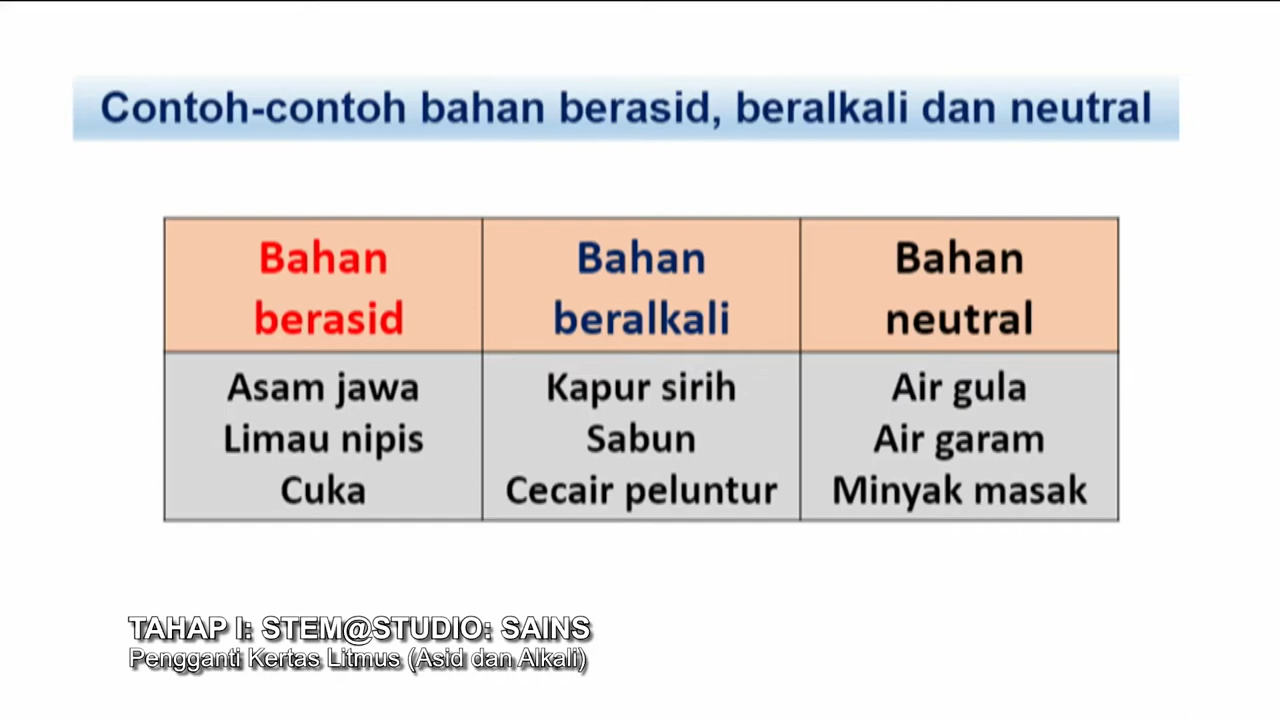 Contoh-contoh bahan berasid, beralkali dan neutral
Bahan berasid
Bahan beralkali
Bahan neutral
Asam jawa
Limau nipis
Cuka
Kapur sirih
Sabun
Cecair peluntur
Air gula
Air garam
Minyak masak
TAHAP I: STEM@STUDIO: SAINS
Pengganti Kertas Litmus (Asid dan Alkali)